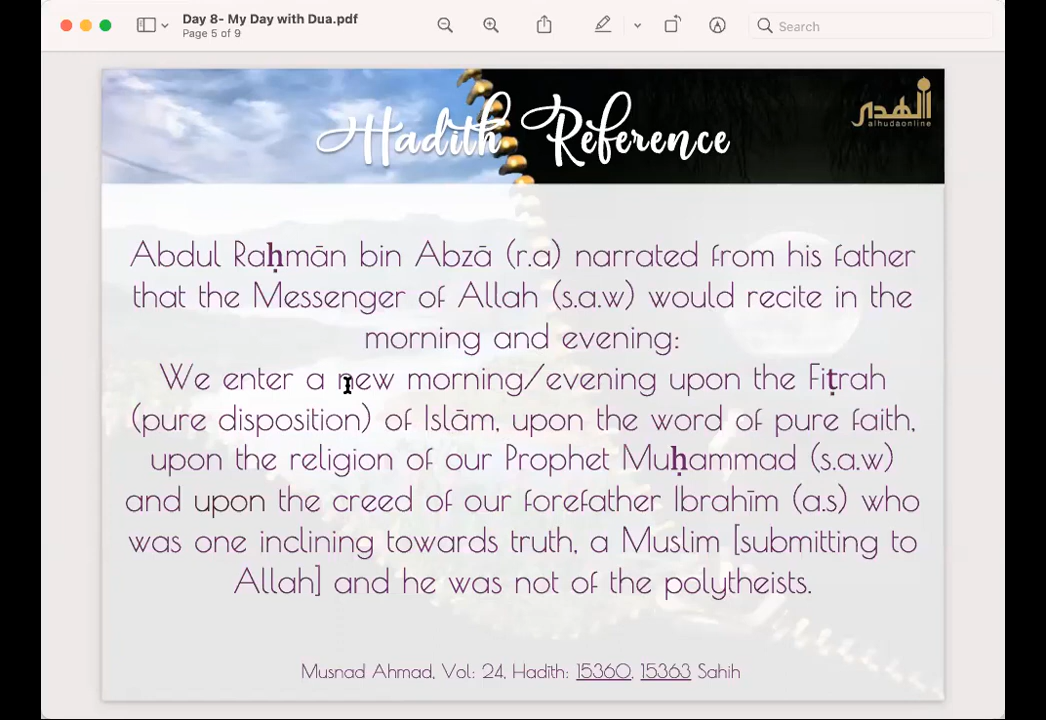 Day 8- My Day with Dua.pdf
Page 5 of 9
Search
Hadith Reference
الهدى
alhudaonline
Abdul Raḥmān bin Abzā (r.a) narrated from his father
that the Messenger of Allah (s.a.w) would recite in the
morning and evening:
We enter a new morning/evening upon the Fiṭrah
(pure disposition) of Islām, upon the word of pure faith,
upon the religion of our Prophet Muḥammad (s.a.w)
and upon the creed of our forefather Ibrahīm (a.s) who
was one inclining towards truth, a Muslim [submitting to
Allah] and he was not of the polytheists.
Musnad Ahmad, Vol: 24, Hadīth: 15360, 15363 Sahih